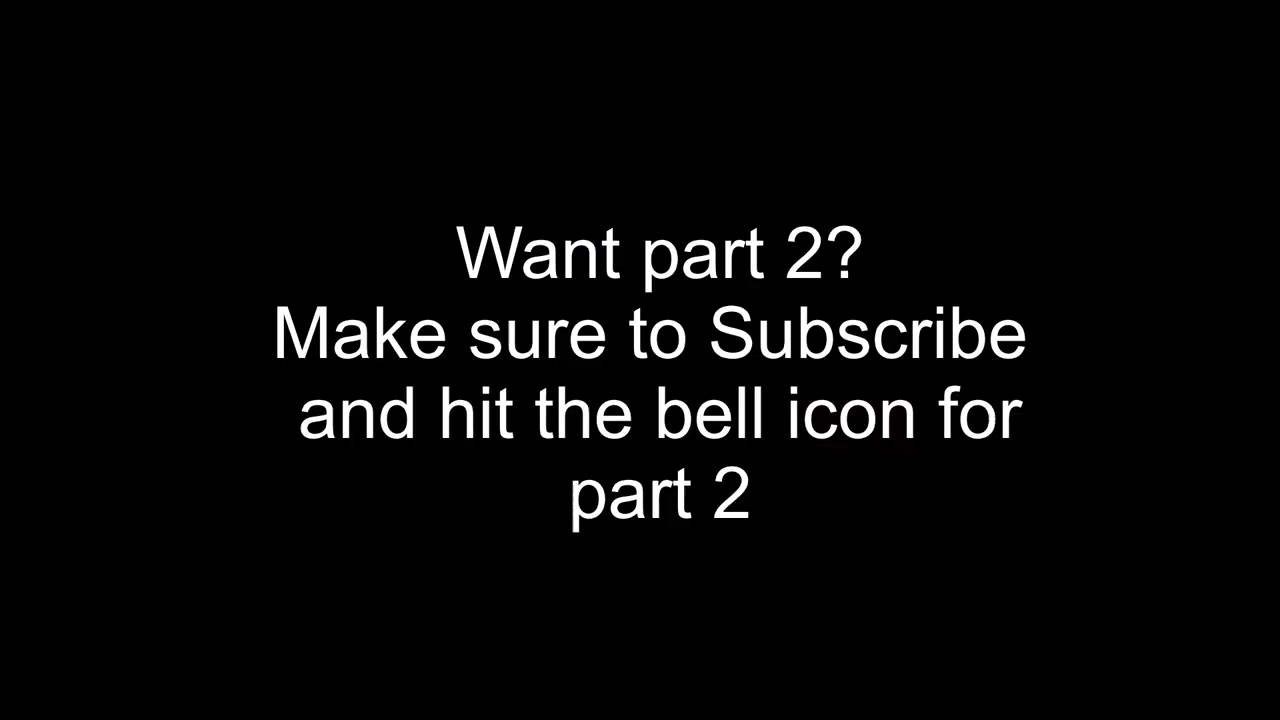 Want part 2?
Make sure to Subscribe
and hit the bell icon for
part 2